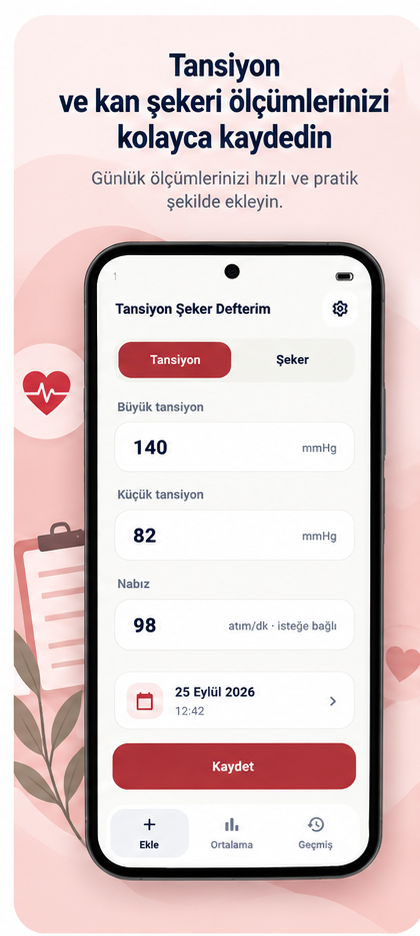 Tansiyon
ve kan şekeri ölçümlerinizi
kolayca kaydedin
Günlük ölçümlerinizi hızlı ve pratik
şekilde ekleyin.
Tansiyon Şeker Defterim
Tansiyon Şeker
Büyük tansiyon
140 mmHg
Küçük tansiyon
82 mmHg
Nabız
98 atım/dk · isteğe bağlı
25 Eylül 2026
12:42
Kaydet
Ekle Ortalama Geçmiş